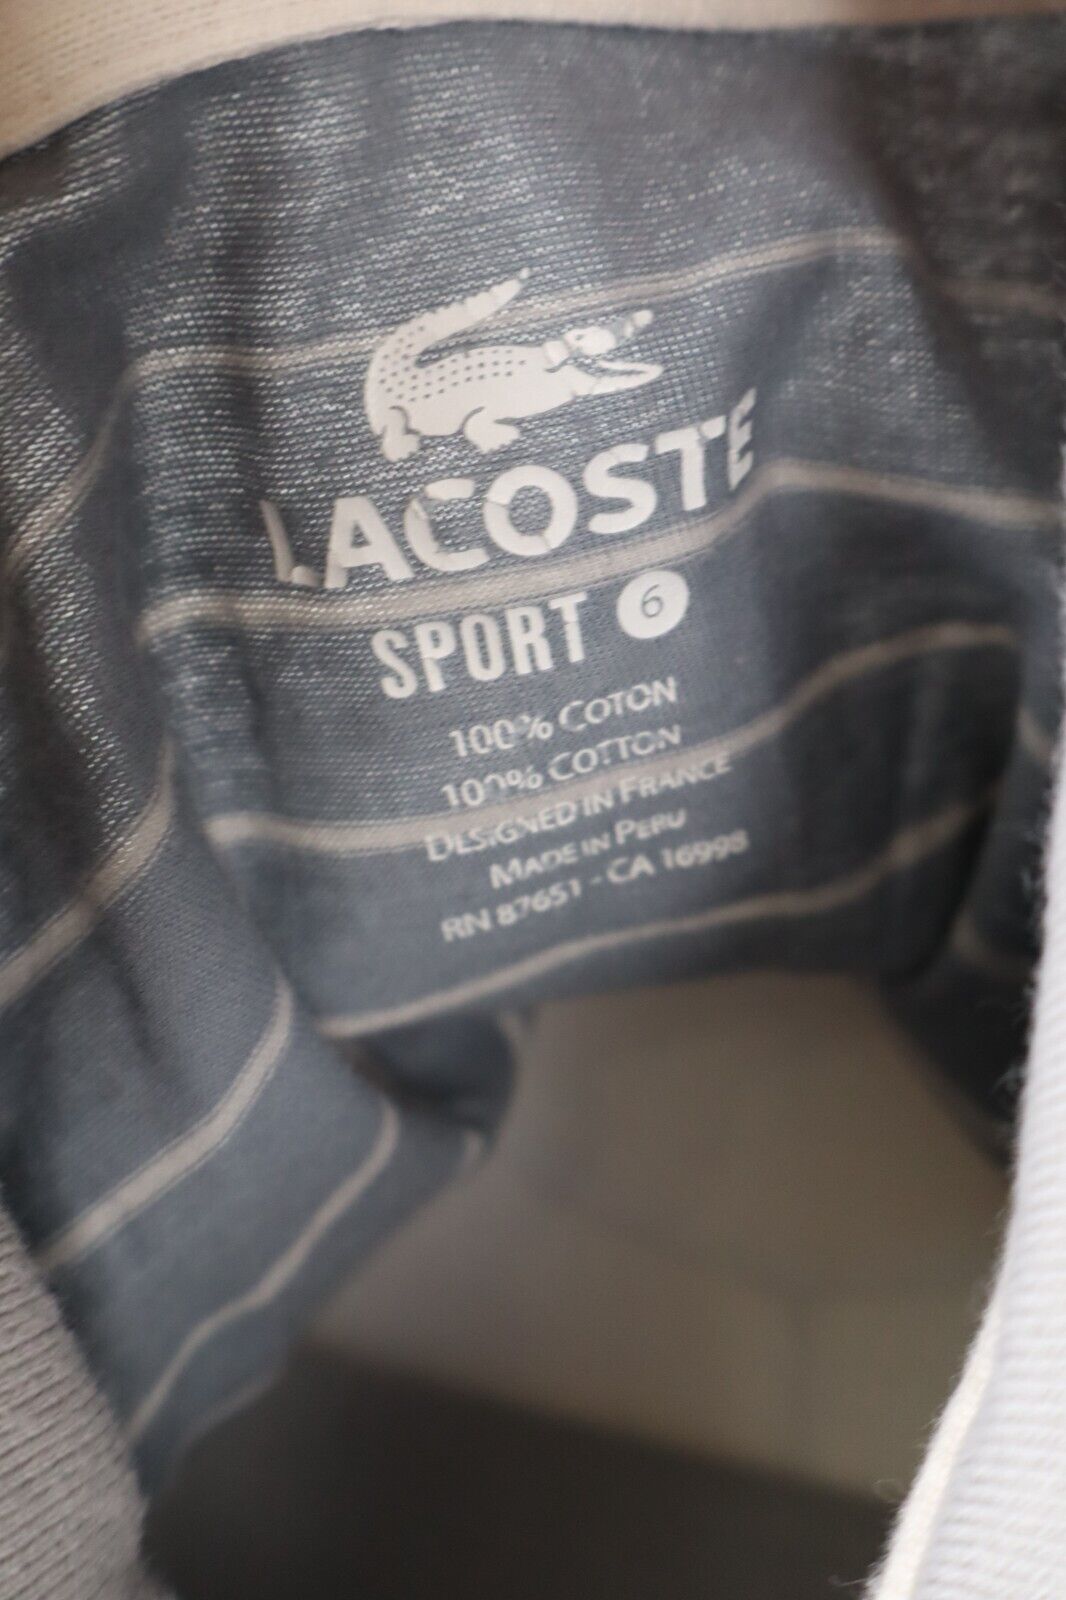 LACOSTE
SPORT 6
100% COTON
100% COTTON
DESIGNED IN FRANCE
MADE IN PERU
RN 87651 - CA 16998